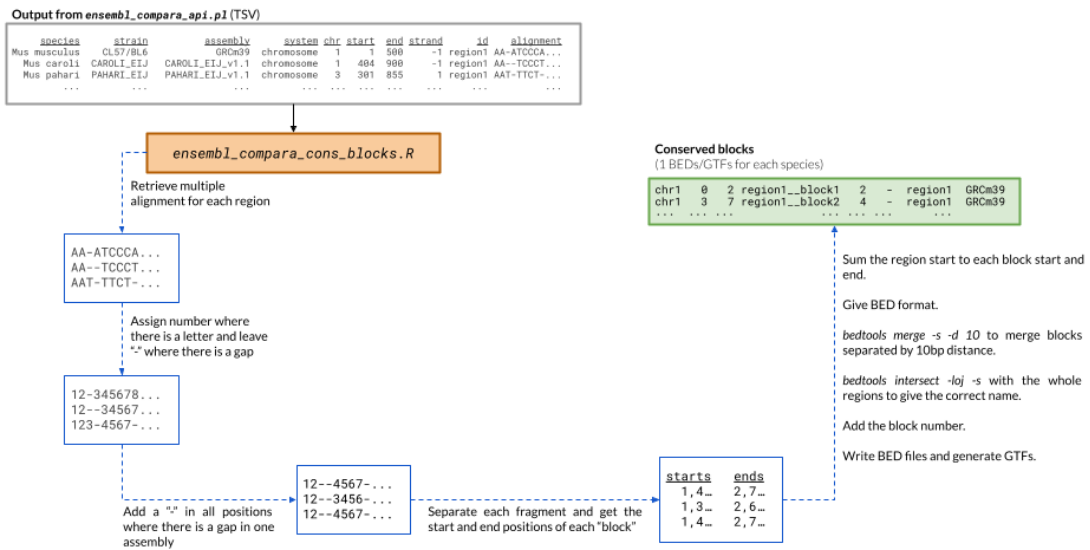 Output from ensembl_compara_api.pl (TSV)
species strain assembly system chr start end strand id alignment
Mus musculus CL57/BL6 GRCm39 chromosome 1 1 500 -1 region1 AA-ATCCCA...
Mus caroli CAROLI_EIJ CAROLI_EIJ_v1.1 chromosome 1 404 900 -1 region1 AA--TCCCT...
Mus pahari PAHARI_EIJ PAHARI_EIJ_v1.1 chromosome 3 301 855 1 region1 AAT-TTCT-...
... ... ... ... ... ... ... ... ... ...
ensembl_compara_cons_blocks.R
Retrieve multiple
alignment for each region
AA-ATCCCA...
AA--TCCCT...
AAT-TTCT-...
Assign number where
there is a letter and leave
“-” where there is a gap
12-345678...
12--34567...
123-4567-...
Add a “-” in all positions
where there is a gap in one
assembly
12--4567-...
12--3456-...
12--4567-...
Separate each fragment and get the
start and end positions of each “block”
starts ends
1,4… 2,7…
1,3… 2,6…
1,4… 2,7…
Conserved blocks
(1 BEDs/GTFs for each species)
chr1 0 2 region1__block1 2 - region1 GRCm39
chr1 3 7 region1__block2 4 - region1 GRCm39
... ... ... ... ... ... ...
Sum the region start to each block start and
end.
Give BED format.
bedtools merge -s -d 10 to merge blocks
separated by 10bp distance.
bedtools intersect -loj -s with the whole
regions to give the correct name.
Add the block number.
Write BED files and generate GTFs.